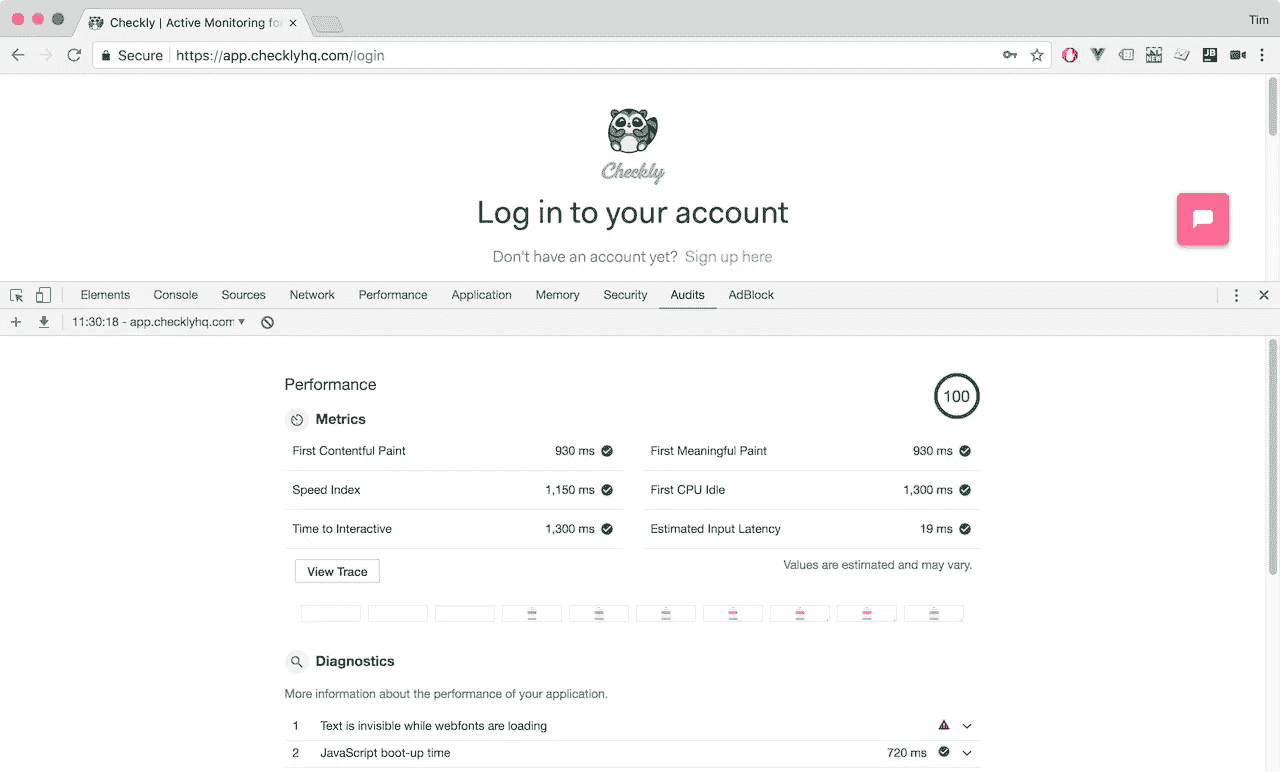 Checkly | Active Monitoring for
Tim
Secure https://app.checklyhq.com/login
NEW
JB
Checkly
Log in to your account
Don't have an account yet? Sign up here
Elements Console Sources Network Performance Application Memory Security Audits AdBlock
11:30:18 - app.checklyhq.com
Performance
100
Metrics
First Contentful Paint 930 ms First Meaningful Paint 930 ms
Speed Index 1,150 ms First CPU Idle 1,300 ms
Time to Interactive 1,300 ms Estimated Input Latency 19 ms
View Trace Values are estimated and may vary.
Diagnostics
More information about the performance of your application.
1 Text is invisible while webfonts are loading
2 JavaScript boot-up time 720 ms